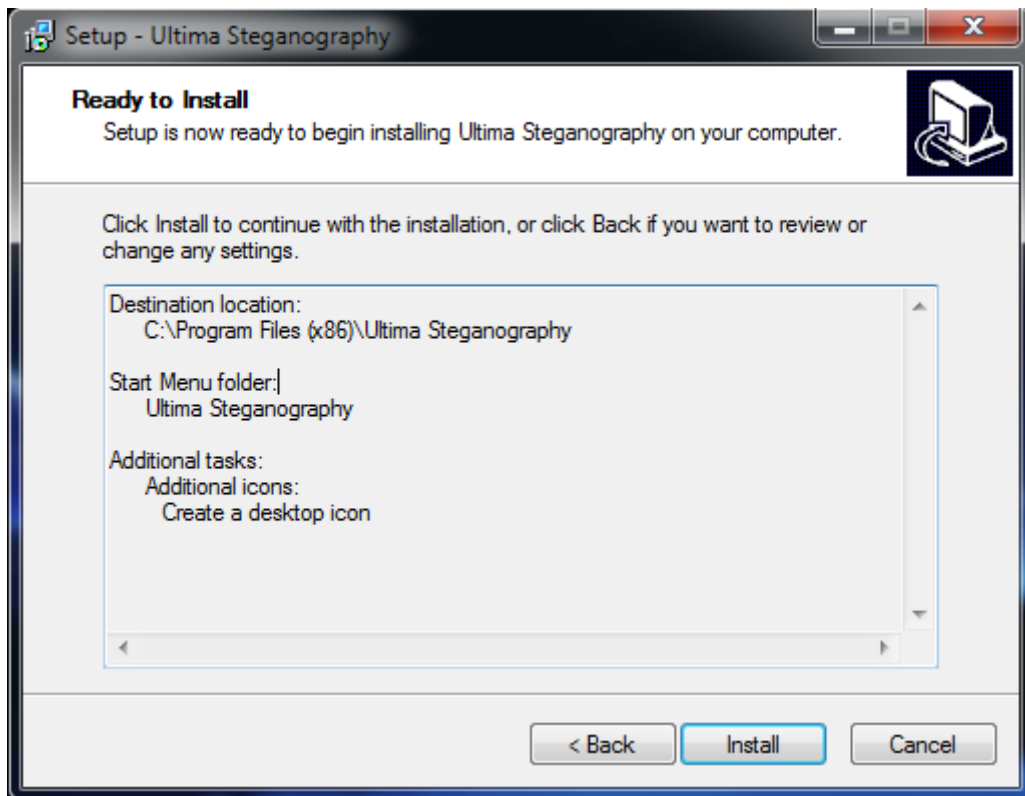 Setup - Ultima Steganography
Ready to Install
Setup is now ready to begin installing Ultima Steganography on your computer.
Click Install to continue with the installation, or click Back if you want to review or
change any settings.
Destination location:
C:\Program Files (x86)\Ultima Steganography
Start Menu folder:
Ultima Steganography
Additional tasks:
Additional icons:
Create a desktop icon
< Back
Install
Cancel